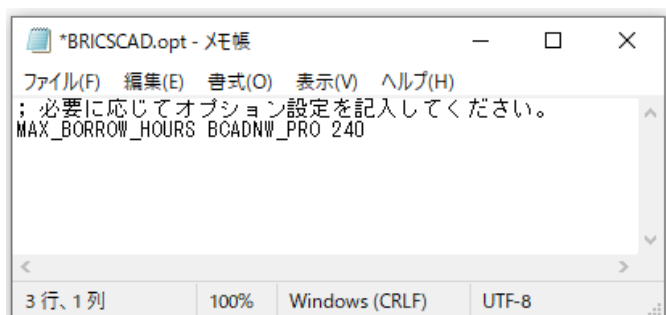 *BRICSCAD.opt - メモ帳
ファイル(F) 編集(E) 書式(O) 表示(V) ヘルプ(H)
; 必要に応じてオプション設定を記入してください。
MAX_BORROW_HOURS BCADNW_PRO 240
3 行、1 列 100% Windows (CRLF) UTF-8